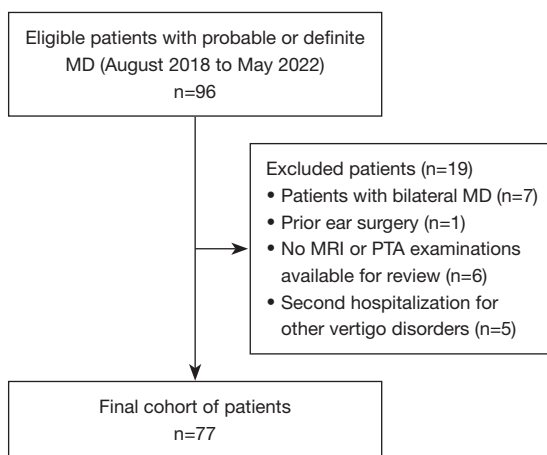 Eligible patients with probable or definite
MD (August 2018 to May 2022)
n=96
Excluded patients (n=19)
• Patients with bilateral MD (n=7)
• Prior ear surgery (n=1)
• No MRI or PTA examinations
available for review (n=6)
• Second hospitalization for
other vertigo disorders (n=5)
Final cohort of patients
n=77